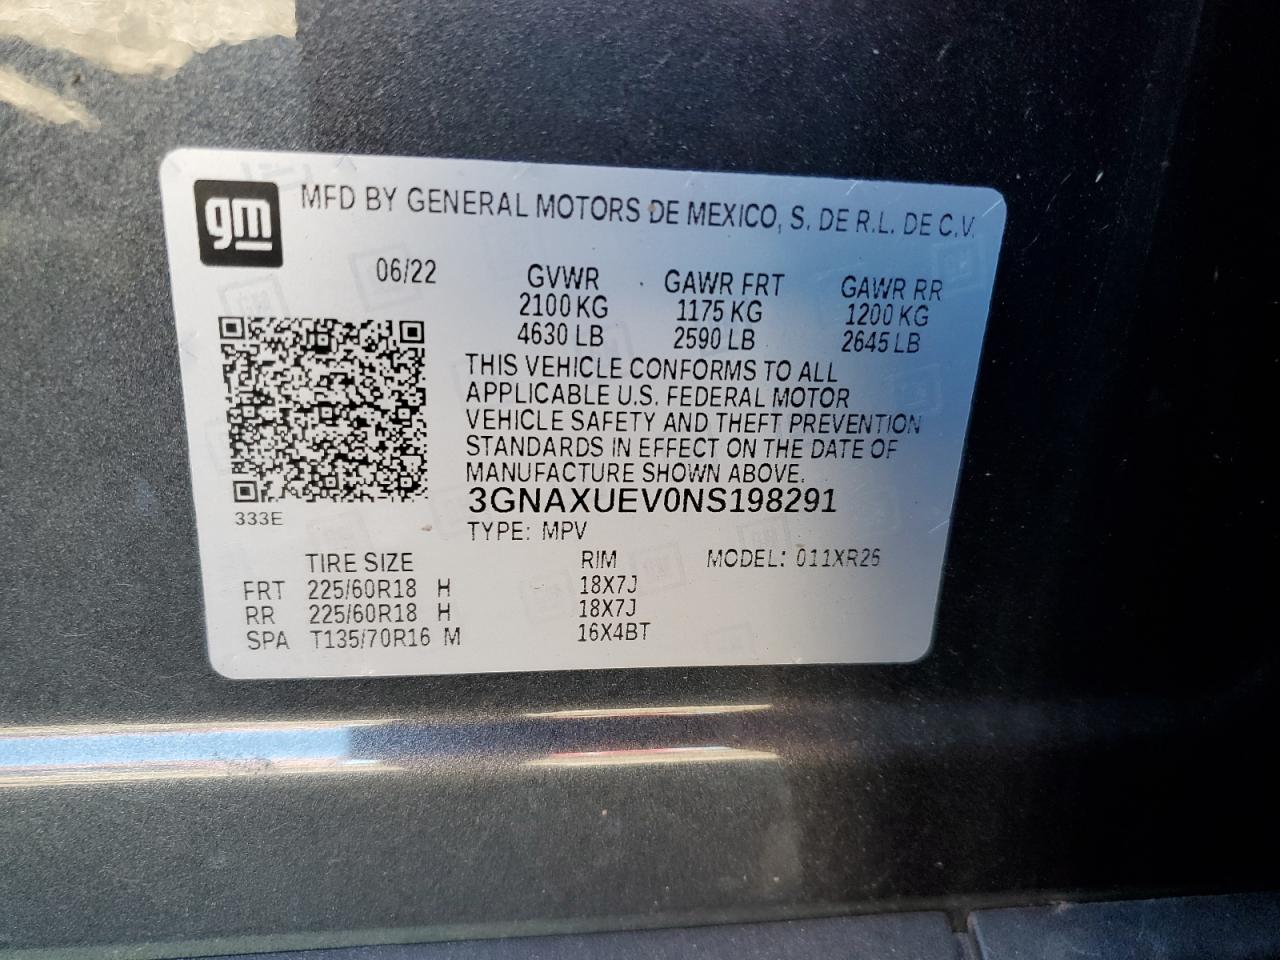 gm
MFD BY GENERAL MOTORS DE MEXICO, S. DE R.L. DE C.V.
06/22 GVWR GAWR FRT GAWR RR
2100 KG 1175 KG 1200 KG
4630 LB 2590 LB 2645 LB
THIS VEHICLE CONFORMS TO ALL
APPLICABLE U.S. FEDERAL MOTOR
VEHICLE SAFETY AND THEFT PREVENTION
STANDARDS IN EFFECT ON THE DATE OF
MANUFACTURE SHOWN ABOVE.
3GNAXUEV0NS198291
333E
TYPE: MPV
TIRE SIZE RIM MODEL: 011XR26
FRT 225/60R18 H 18X7J
RR 225/60R18 H 18X7J
SPA T135/70R16 M 16X4BT